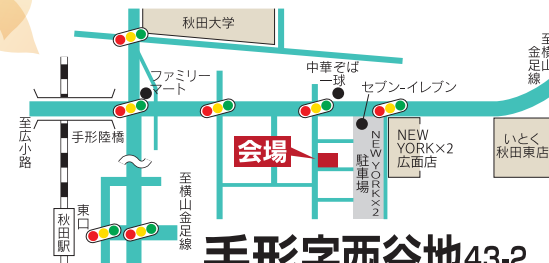 秋田大学
至横山
金足線
ファミリー
マート
中華そば
一球
セブン-イレブン
至広小路
手形陸橋
会場
NEW YORK×2
駐車場
NEW
YORK×2
広面店
いとく
秋田東店
至横山金足線
東口
秋田駅
手形字西谷地43-2